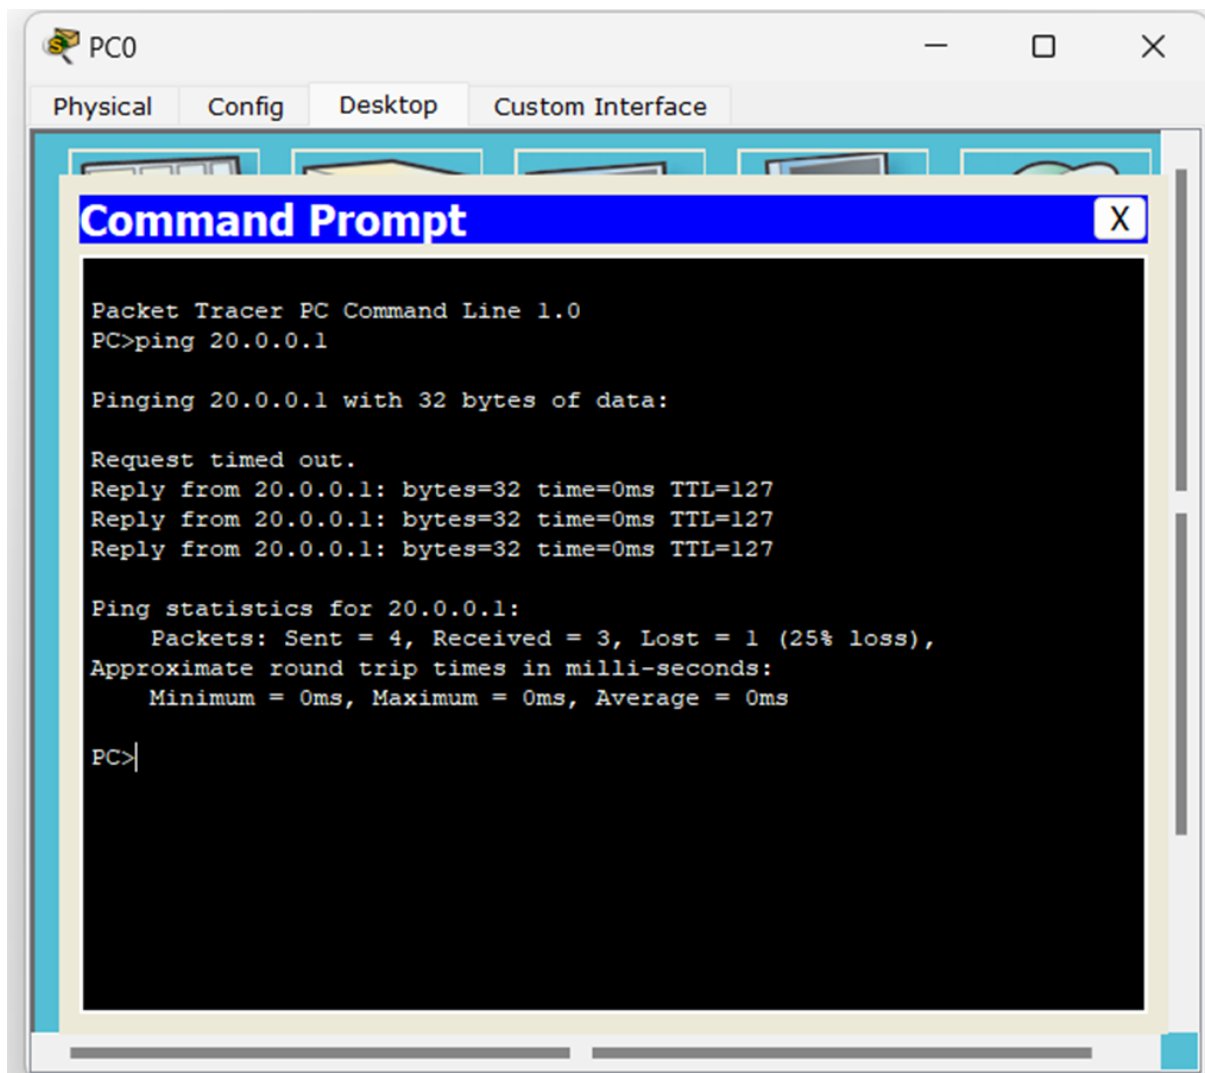 PC0
Physical Config Desktop Custom Interface
Command Prompt X
Packet Tracer PC Command Line 1.0
PC>ping 20.0.0.1
Pinging 20.0.0.1 with 32 bytes of data:
Request timed out.
Reply from 20.0.0.1: bytes=32 time=0ms TTL=127
Reply from 20.0.0.1: bytes=32 time=0ms TTL=127
Reply from 20.0.0.1: bytes=32 time=0ms TTL=127
Ping statistics for 20.0.0.1:
Packets: Sent = 4, Received = 3, Lost = 1 (25% loss),
Approximate round trip times in milli-seconds:
Minimum = 0ms, Maximum = 0ms, Average = 0ms
PC>